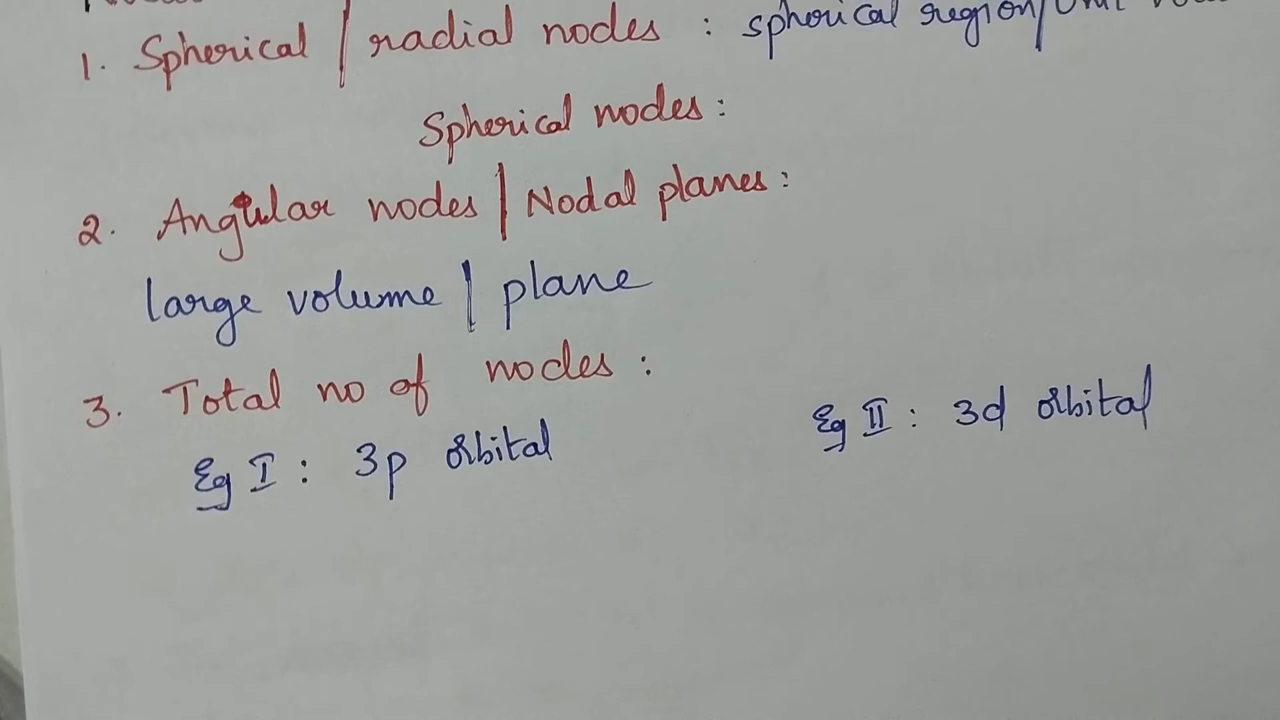 1. Spherical | radial nodes : spherical region/
Spherical nodes :
2. Angular nodes | Nodal planes :
large volume | plane
3. Total no of nodes :
Eg I : 3p orbital
Eg II : 3d orbital